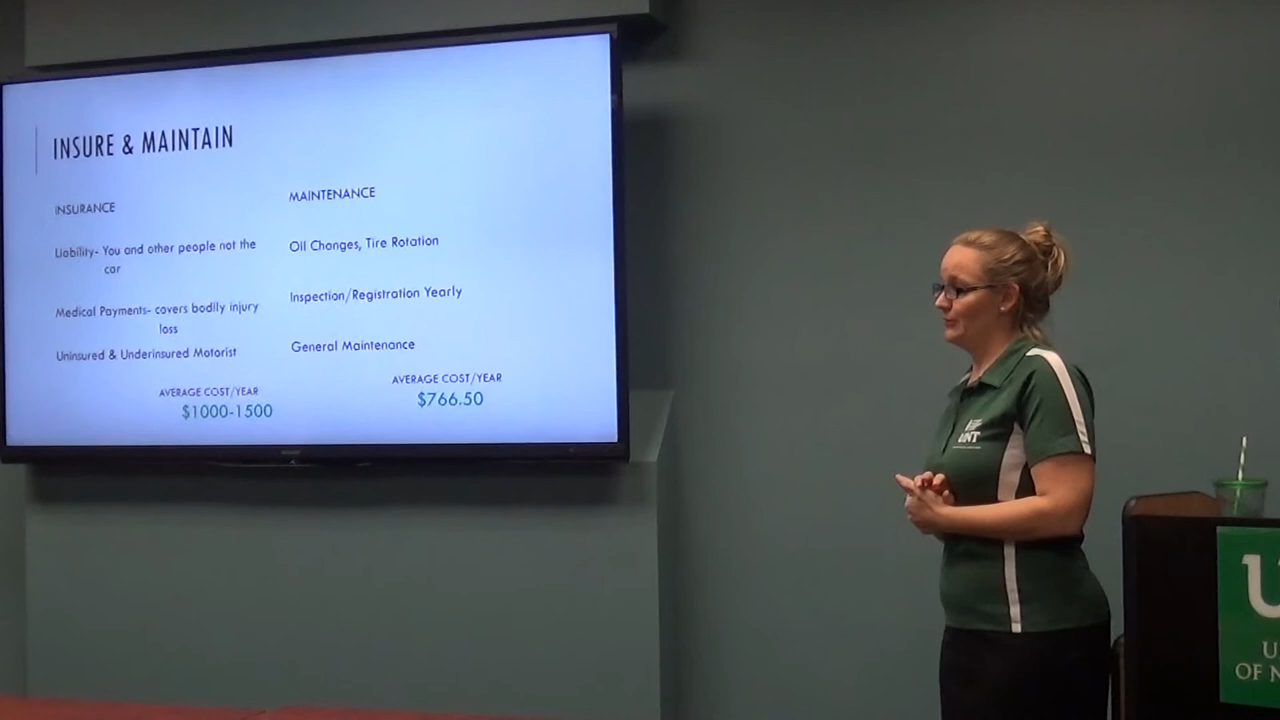 INSURE & MAINTAIN
INSURANCE
Liability- You and other people not the
car
Medical Payments- covers bodily injury
loss
Uninsured & Underinsured Motorist
AVERAGE COST/YEAR
$1000-1500
MAINTENANCE
Oil Changes, Tire Rotation
Inspection/Registration Yearly
General Maintenance
AVERAGE COST/YEAR
$766.50
UNT
OF